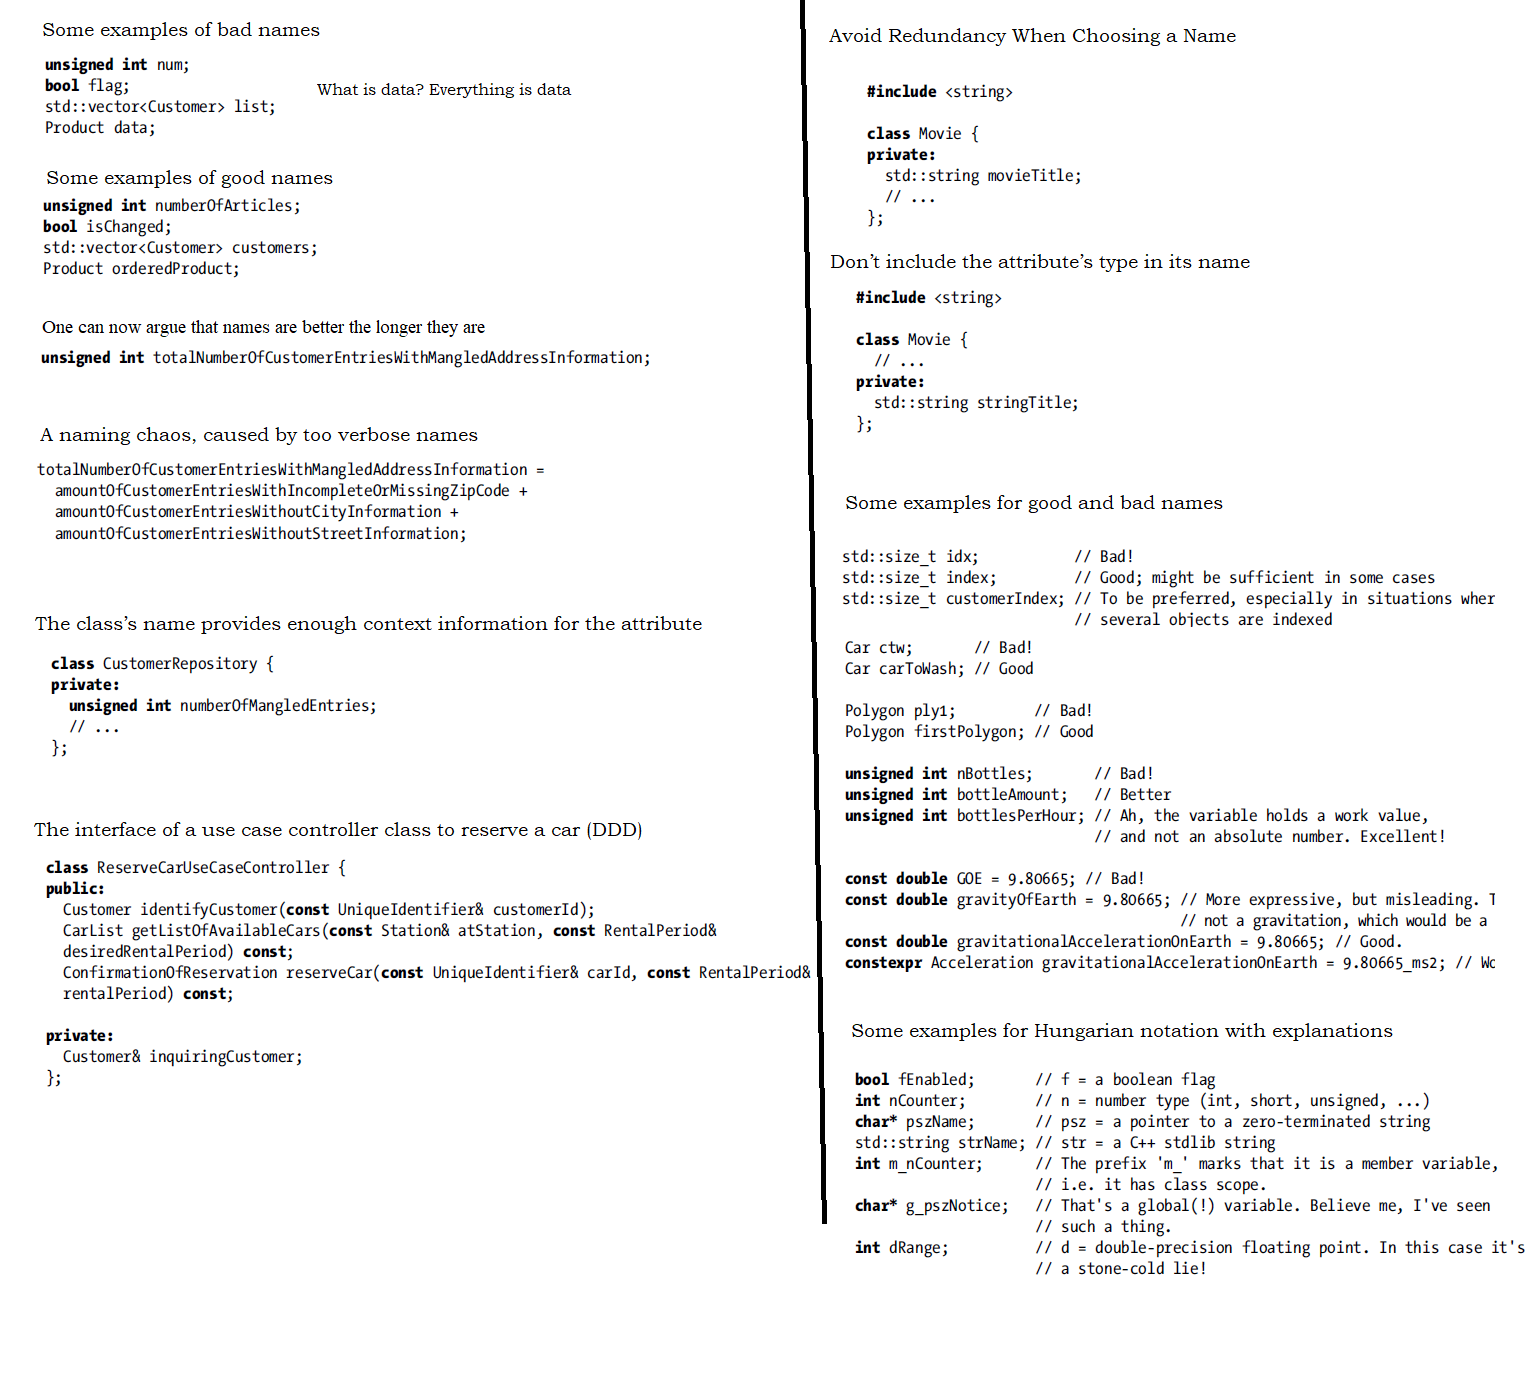 Some examples of bad names
unsigned int num;
bool flag;
What is data? Everything is data
std::vector<Customer> list;
Product data;
Some examples of good names
unsigned int numberOfArticles;
bool isChanged;
std::vector<Customer> customers;
Product orderedProduct;
One can now argue that names are better the longer they are
unsigned int totalNumberOfCustomerEntriesWithMangledAddressInformation;
A naming chaos, caused by too verbose names
totalNumberOfCustomerEntriesWithMangledAddressInformation =
amountOfCustomerEntriesWithIncompleteOrMissingZipCode +
amountOfCustomerEntriesWithoutCityInformation +
amountOfCustomerEntriesWithoutStreetInformation;
The class’s name provides enough context information for the attribute
class CustomerRepository {
private:
unsigned int numberOfMangledEntries;
// ...
};
The interface of a use case controller class to reserve a car (DDD)
class ReserveCarUseCaseController {
public:
Customer identifyCustomer(const UniqueIdentifier& customerId);
CarList getListOfAvailableCars(const Station& atStation, const RentalPeriod&
desiredRentalPeriod) const;
ConfirmationOfReservation reserveCar(const UniqueIdentifier& carId, const RentalPeriod&
rentalPeriod) const;
private:
Customer& inquiringCustomer;
};
Avoid Redundancy When Choosing a Name
#include <string>
class Movie {
private:
std::string movieTitle;
// ...
};
Don’t include the attribute’s type in its name
#include <string>
class Movie {
// ...
private:
std::string stringTitle;
};
Some examples for good and bad names
std::size_t idx; // Bad!
std::size_t index; // Good; might be sufficient in some cases
std::size_t customerIndex; // To be preferred, especially in situations wher
// several objects are indexed
Car ctw; // Bad!
Car carToWash; // Good
Polygon ply1; // Bad!
Polygon firstPolygon; // Good
unsigned int nBottles; // Bad!
unsigned int bottleAmount; // Better
unsigned int bottlesPerHour; // Ah, the variable holds a work value,
// and not an absolute number. Excellent!
const double GOE = 9.80665; // Bad!
const double gravityOfEarth = 9.80665; // More expressive, but misleading. T
// not a gravitation, which would be a
const double gravitationalAccelerationOnEarth = 9.80665; // Good.
constexpr Acceleration gravitationalAccelerationOnEarth = 9.80665_ms2; // Wo
Some examples for Hungarian notation with explanations
bool fEnabled; // f = a boolean flag
int nCounter; // n = number type (int, short, unsigned, ...)
char* pszName; // psz = a pointer to a zero-terminated string
std::string strName; // str = a C++ stdlib string
int m_nCounter; // The prefix 'm_' marks that it is a member variable,
// i.e. it has class scope.
char* g_pszNotice; // That's a global(!) variable. Believe me, I've seen
// such a thing.
int dRange; // d = double-precision floating point. In this case it's
// a stone-cold lie!